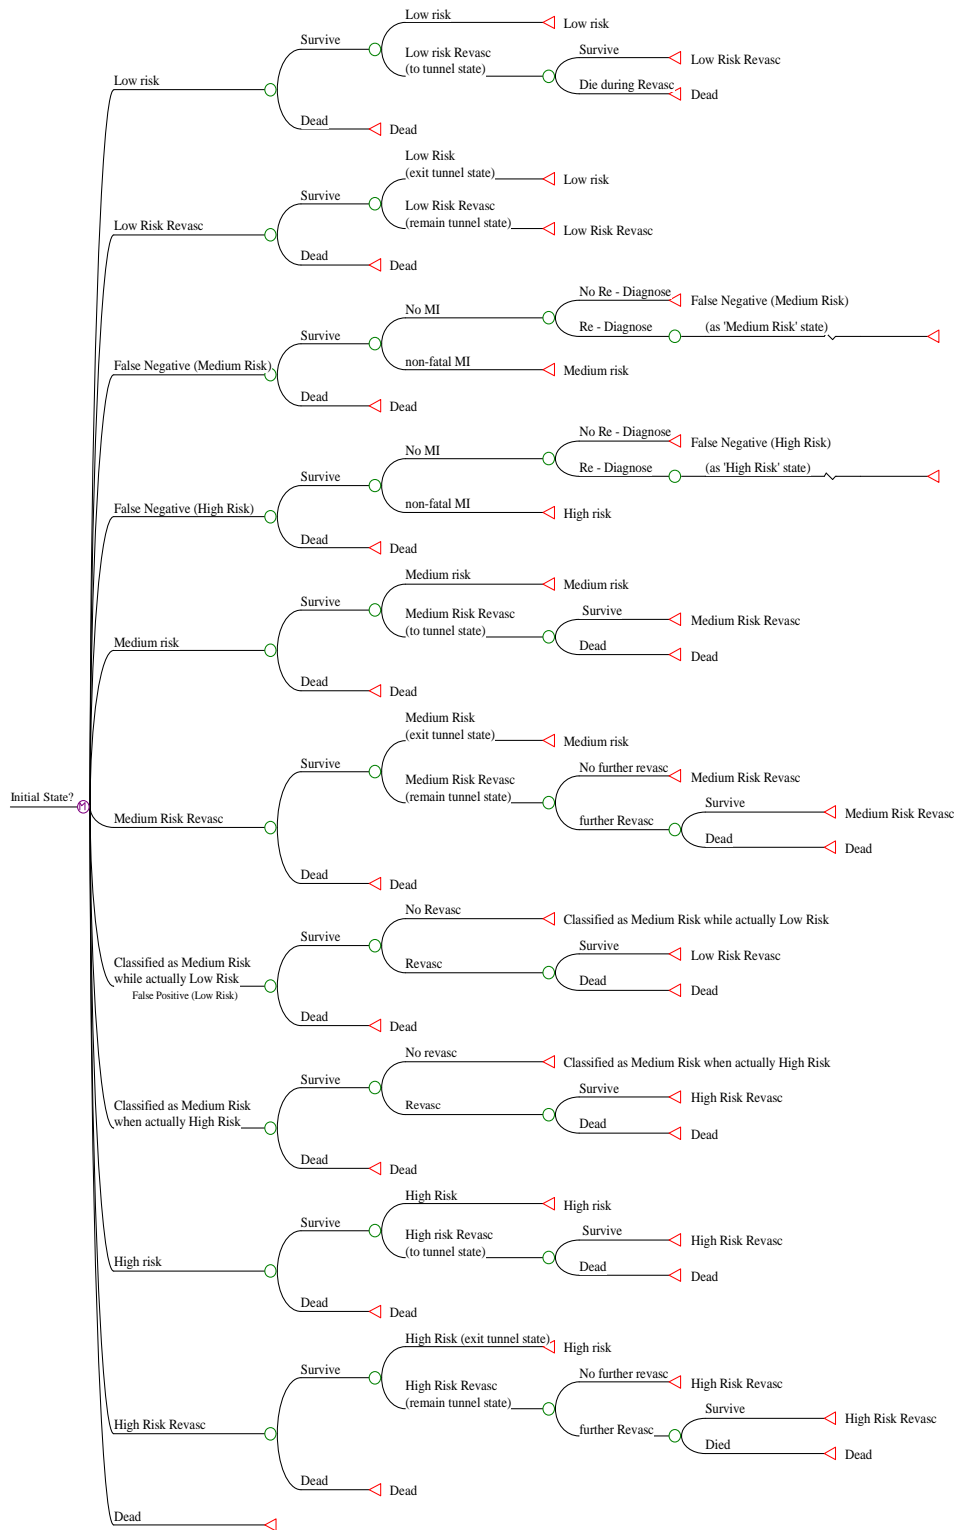 Low risk
Low risk
Survive
Low risk Revasc
(to tunnel state)
Survive
Low Risk Revasc
Low risk
Die during Revasc
Dead
Dead
Dead
Low Risk
(exit tunnel state)
Low risk
Survive
Low Risk Revasc
(remain tunnel state)
Low Risk Revasc
Low Risk Revasc
Dead
Dead
No Re - Diagnose
False Negative (Medium Risk)
No MI
Re - Diagnose
(as 'Medium Risk' state)
Survive
non-fatal MI
Medium risk
False Negative (Medium Risk)
Dead
Dead
No Re - Diagnose
False Negative (High Risk)
No MI
Re - Diagnose
(as 'High Risk' state)
Survive
non-fatal MI
High risk
False Negative (High Risk)
Dead
Dead
Medium risk
Medium risk
Survive
Medium Risk Revasc
(to tunnel state)
Survive
Medium Risk Revasc
Medium risk
Dead
Dead
Dead
Dead
Medium Risk
(exit tunnel state)
Medium risk
Survive
No further revasc
Medium Risk Revasc
Medium Risk Revasc
(remain tunnel state)
Initial State?
M
Survive
Medium Risk Revasc
Medium Risk Revasc
further Revasc
Dead
Dead
Dead
Dead
No Revasc
Classified as Medium Risk while actually Low Risk
Survive
Survive
Low Risk Revasc
Revasc
Classified as Medium Risk
while actually Low Risk
False Positive (Low Risk)
Dead
Dead
Dead
Dead
No revasc
Classified as Medium Risk when actually High Risk
Survive
Survive
High Risk Revasc
Revasc
Classified as Medium Risk
when actually High Risk
Dead
Dead
Dead
Dead
High Risk
High risk
Survive
High risk Revasc
(to tunnel state)
Survive
High Risk Revasc
High risk
Dead
Dead
Dead
Dead
High Risk (exit tunnel state)
High risk
Survive
No further revasc
High Risk Revasc
High Risk Revasc
(remain tunnel state)
Survive
High Risk Revasc
High Risk Revasc
further Revasc
Died
Dead
Dead
Dead
Dead